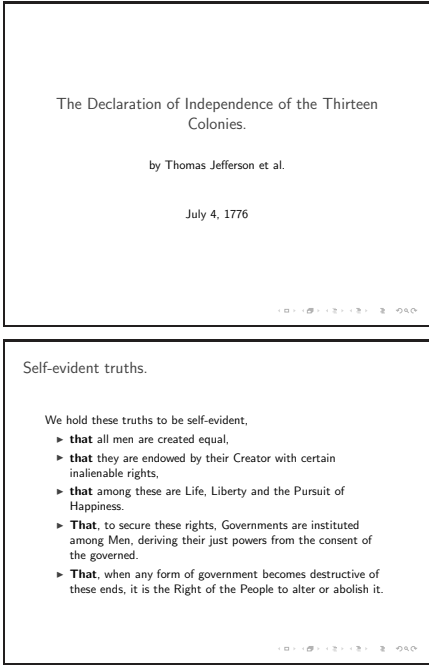 The Declaration of Independence of the Thirteen
Colonies.
by Thomas Jefferson et al.
July 4, 1776
Self-evident truths.
We hold these truths to be self-evident,
▶ that all men are created equal,
▶ that they are endowed by their Creator with certain
inalienable rights,
▶ that among these are Life, Liberty and the Pursuit of
Happiness.
▶ That, to secure these rights, Governments are instituted
among Men, deriving their just powers from the consent of
the governed.
▶ That, when any form of government becomes destructive of
these ends, it is the Right of the People to alter or abolish it.